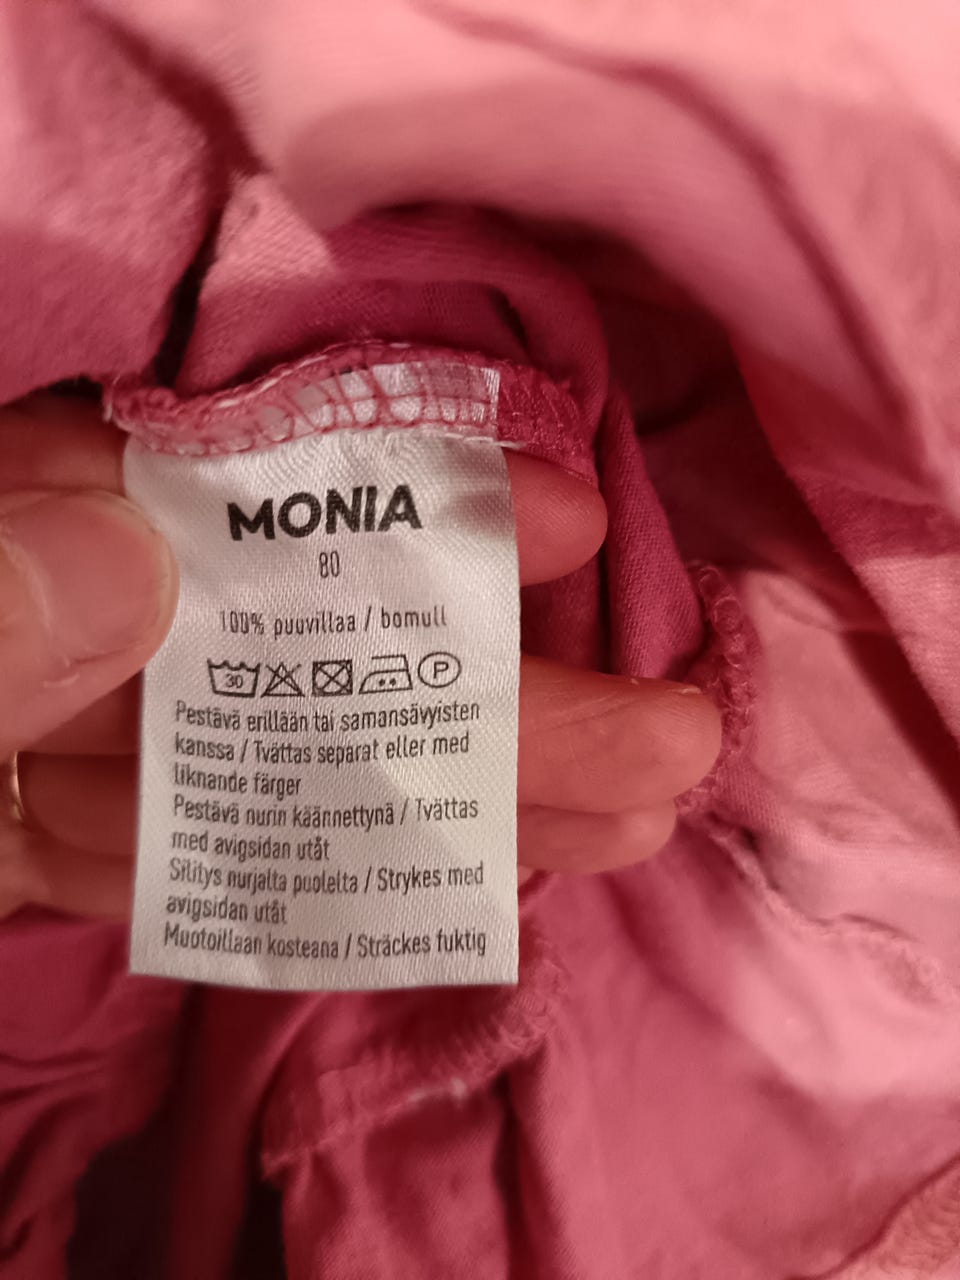 MONIA
80
100% puuvillaa / bomull
30 P
Pestävä erillään tai samansävyisten
kanssa / Tvättas separat eller med
liknande färger
Pestävä nurin käännettynä / Tvättas
med avigsidan utåt
Silitys nurjalta puolelta / Strykes med
avigsidan utåt
Muotoillaan kosteana / Sträckes fuktig